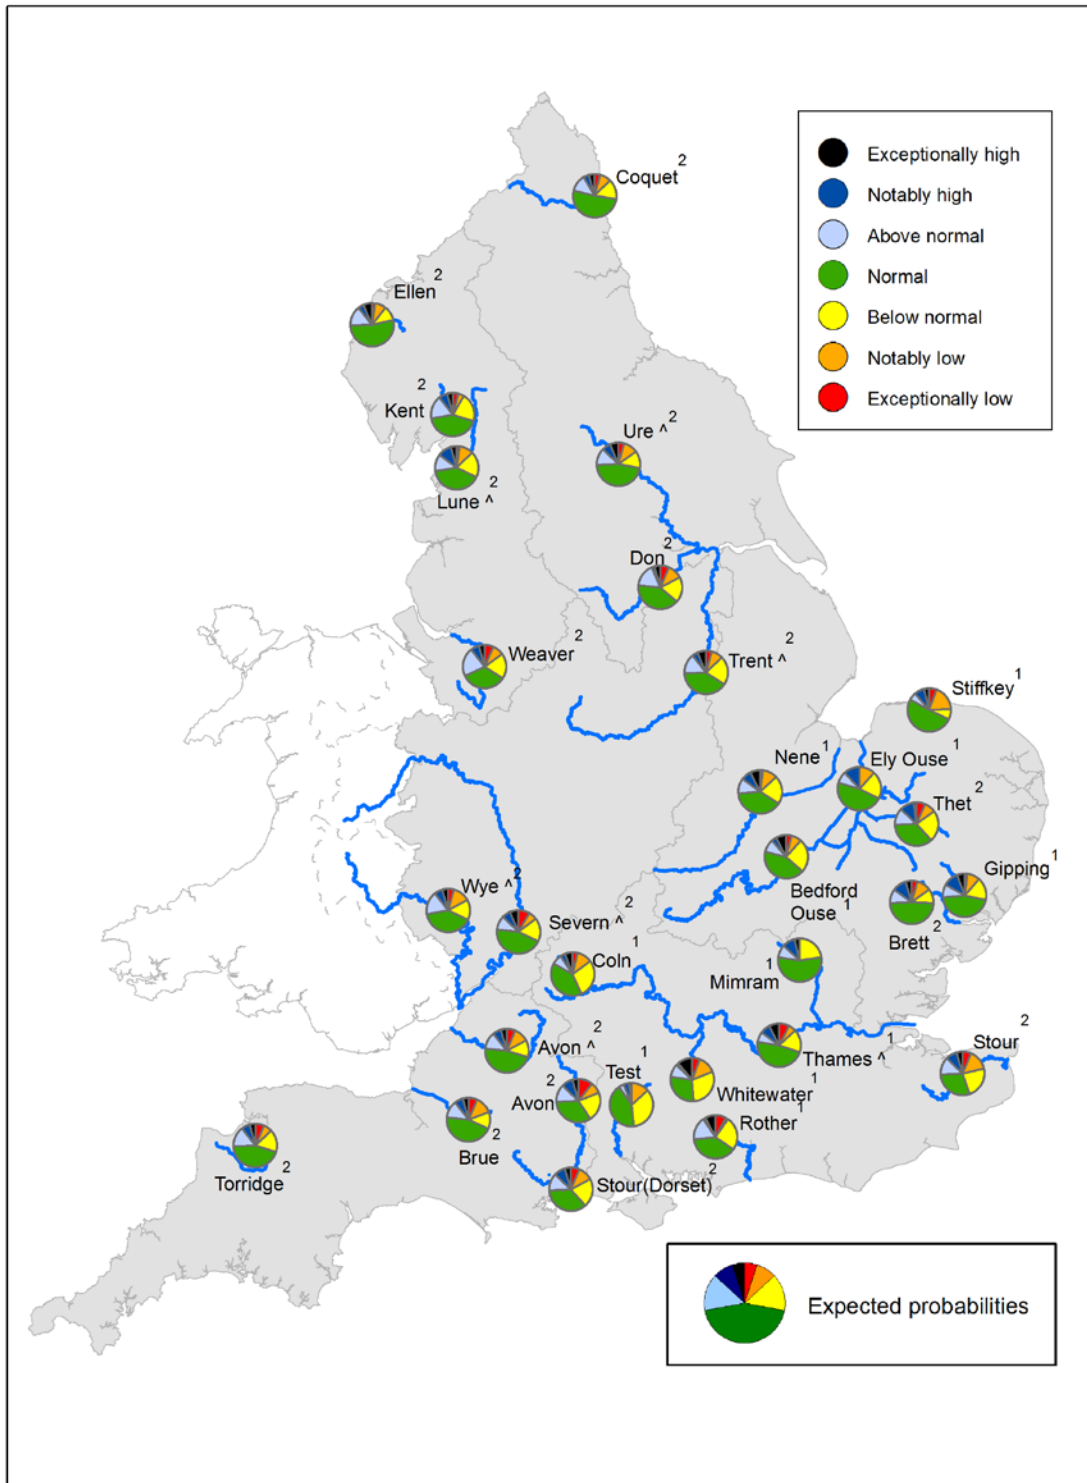 Exceptionally high
Notably high
Above normal
Normal
Below normal
Notably low
Exceptionally low
Coquet 2
Ellen 2
2
Kent
Ure ^ 2
2
Lune ^
Don 2
Weaver 2
Trent ^ 2
Stiffkey 1
Nene 1
Ely Ouse 1
Thet 2
Gipping 1
Wye ^ 2
Bedford
Ouse 1
Brett
2
Severn ^ 2
Coln 1
Mimram 1
Avon ^ 2
Test 1
Thames ^ 1
Stour 2
Avon 2
Whitewater 1
Rother 1
Brue 2
Torridge 2
Stour(Dorset) 2
Expected probabilities